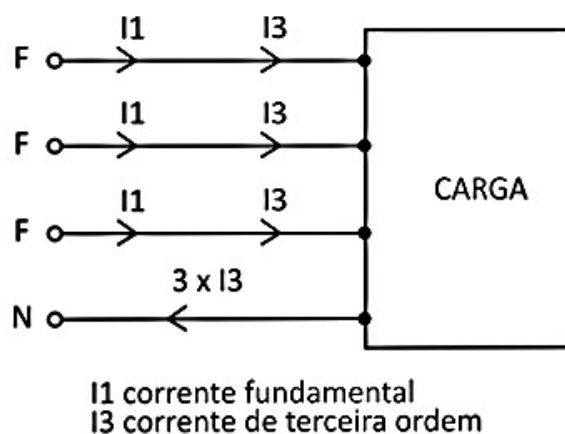 I1 I3
F
I1 I3
F
CARGA
I1 I3
F
3 x I3
N
I1 corrente fundamental
I3 corrente de terceira ordem